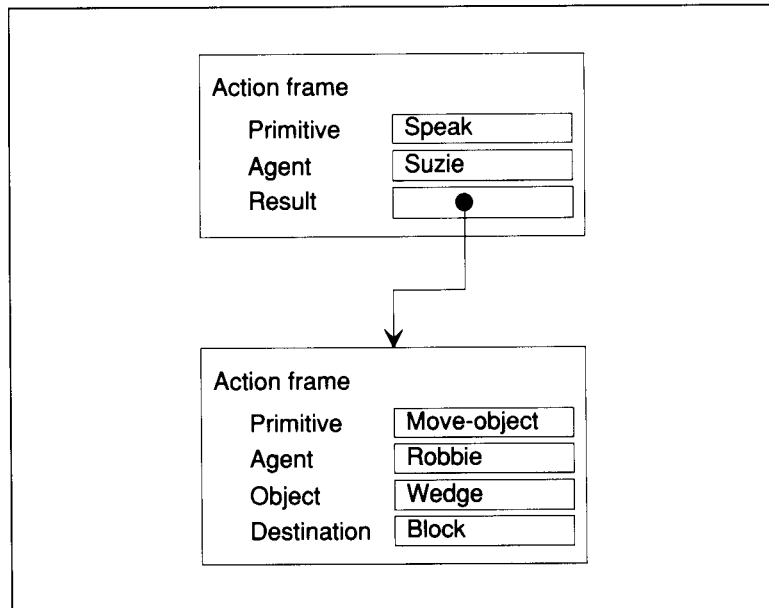 Action frame
Primitive Speak
Agent Suzie
Result
Action frame
Primitive Move-object
Agent Robbie
Object Wedge
Destination Block